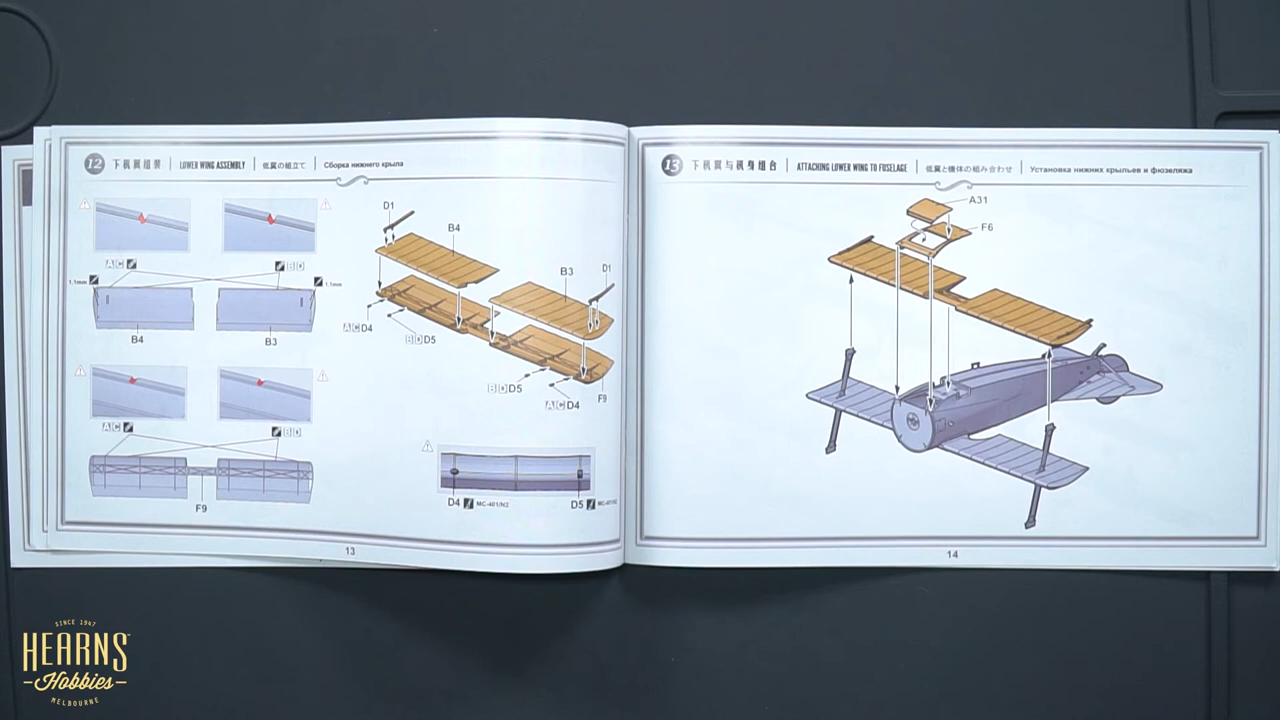 12 下机翼组装 | LOWER WING ASSEMBLY | 低翼の組立て | Сборка нижнего крыла
D1
B4
B3
D1
A C
B D
1.1mm
1.1mm
B4
B3
A C D4
B D D5
B D D5
A C D4
F9
A C
B D
F9
D4 MC-401/N2
D5
13
13 下机翼与机身组合 | ATTACHING LOWER WING TO FUSELAGE | 低翼と機体の組み合わせ | Установка нижних крыльев и фюзеляжа
A31
F6
14
SINCE 1947
HEARNS
Hobbies
MELBOURNE